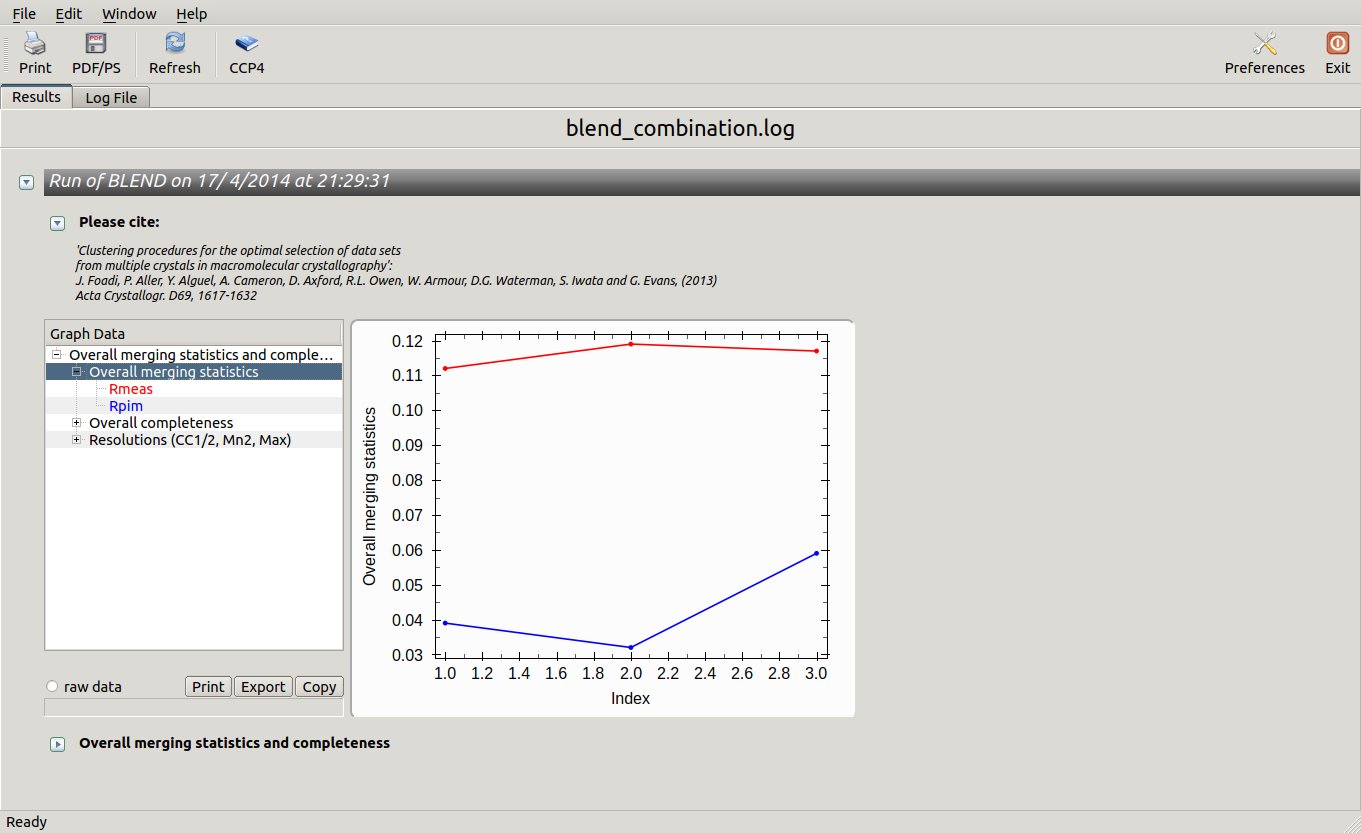 File Edit Window Help
Print PDF/PS Refresh CCP4 Preferences Exit
Results Log File
blend_combination.log
Run of BLEND on 17/ 4/2014 at 21:29:31
Please cite:
'Clustering procedures for the optimal selection of data sets
from multiple crystals in macromolecular crystallography':
J. Foadi, P. Aller, Y. Alguel, A. Cameron, D. Axford, R.L. Owen, W. Armour, D.G. Waterman, S. Iwata and G. Evans, (2013)
Acta Crystallogr. D69, 1617-1632
Graph Data
Overall merging statistics and comple...
Overall merging statistics
Rmeas
Rpim
Overall completeness
Resolutions (CC1/2, Mn2, Max)
raw data Print Export Copy
Overall merging statistics
0.12
0.11
0.10
0.09
0.08
0.07
0.06
0.05
0.04
0.03
1.0 1.2 1.4 1.6 1.8 2.0 2.2 2.4 2.6 2.8 3.0
Index
Overall merging statistics and completeness
Ready